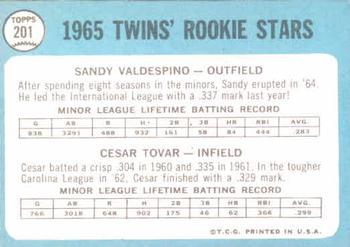 TOPPS
201
1965 TWINS' ROOKIE STARS
SANDY VALDESPINO — OUTFIELD
After spending eight seasons in the minors, Sandy erupted in '64.
He led the International League with a .337 mark last year!
MINOR LEAGUE LIFETIME BATTING RECORD
G AB R H 2B 3B HR RBI AVG.
938 3291 488 932 161 58 84 444 .283
CESAR TOVAR — INFIELD
Cesar batted a crisp .304 in 1960 and .335 in 1961. In the tougher
Carolina League in '62, Cesar finished with a .329 mark.
MINOR LEAGUE LIFETIME BATTING RECORD
G AB R H 2B 3B HR RBI AVG.
766 3018 648 902 175 46 62 366 .299
©T.C.G. PRINTED IN U.S.A.